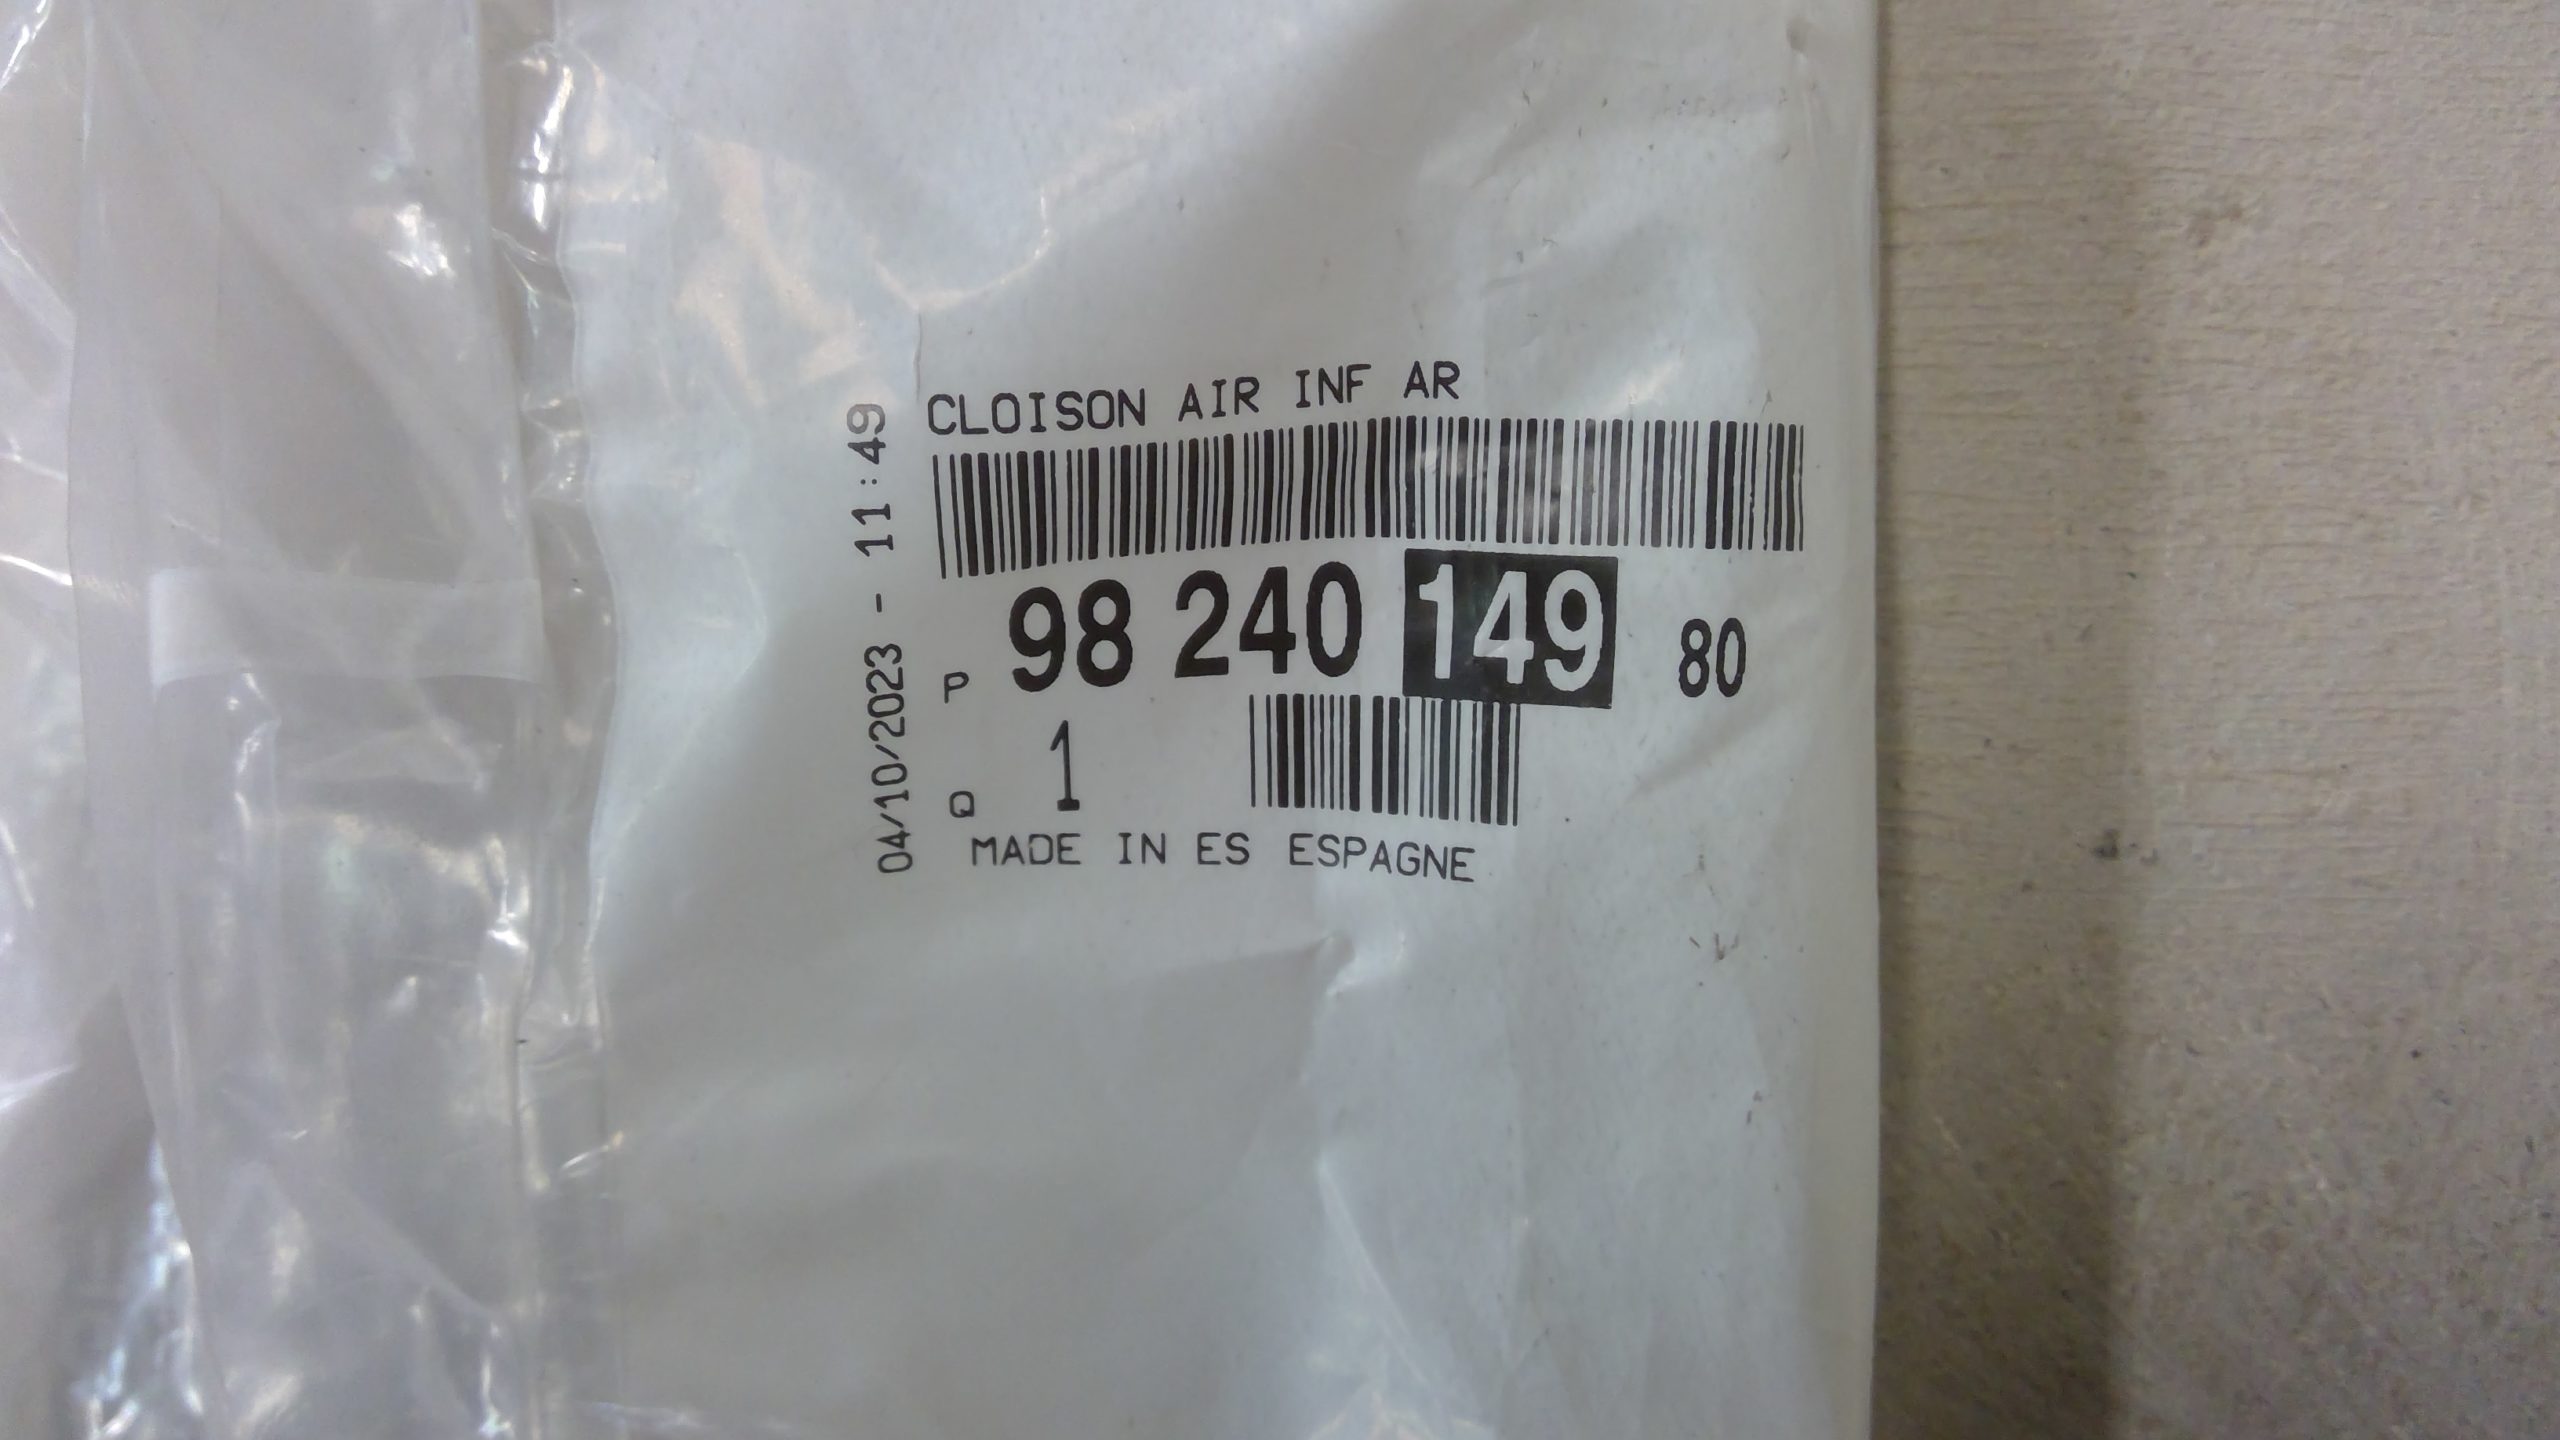 CLOISON AIR INF AR
P 98 240 149 80
Q 1
MADE IN ES ESPAGNE
04/10/2023 - 11:49